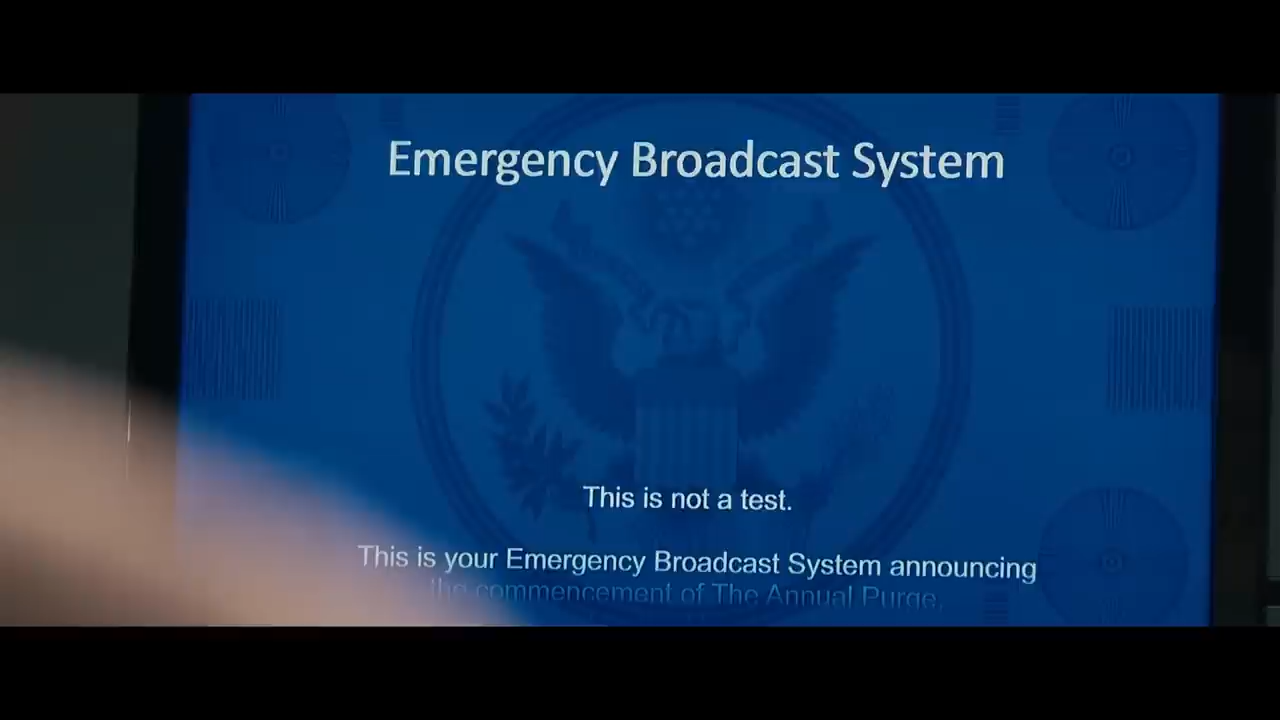 Emergency Broadcast System
This is not a test.
This is your Emergency Broadcast System announcing
the commencement of The Annual Purge.